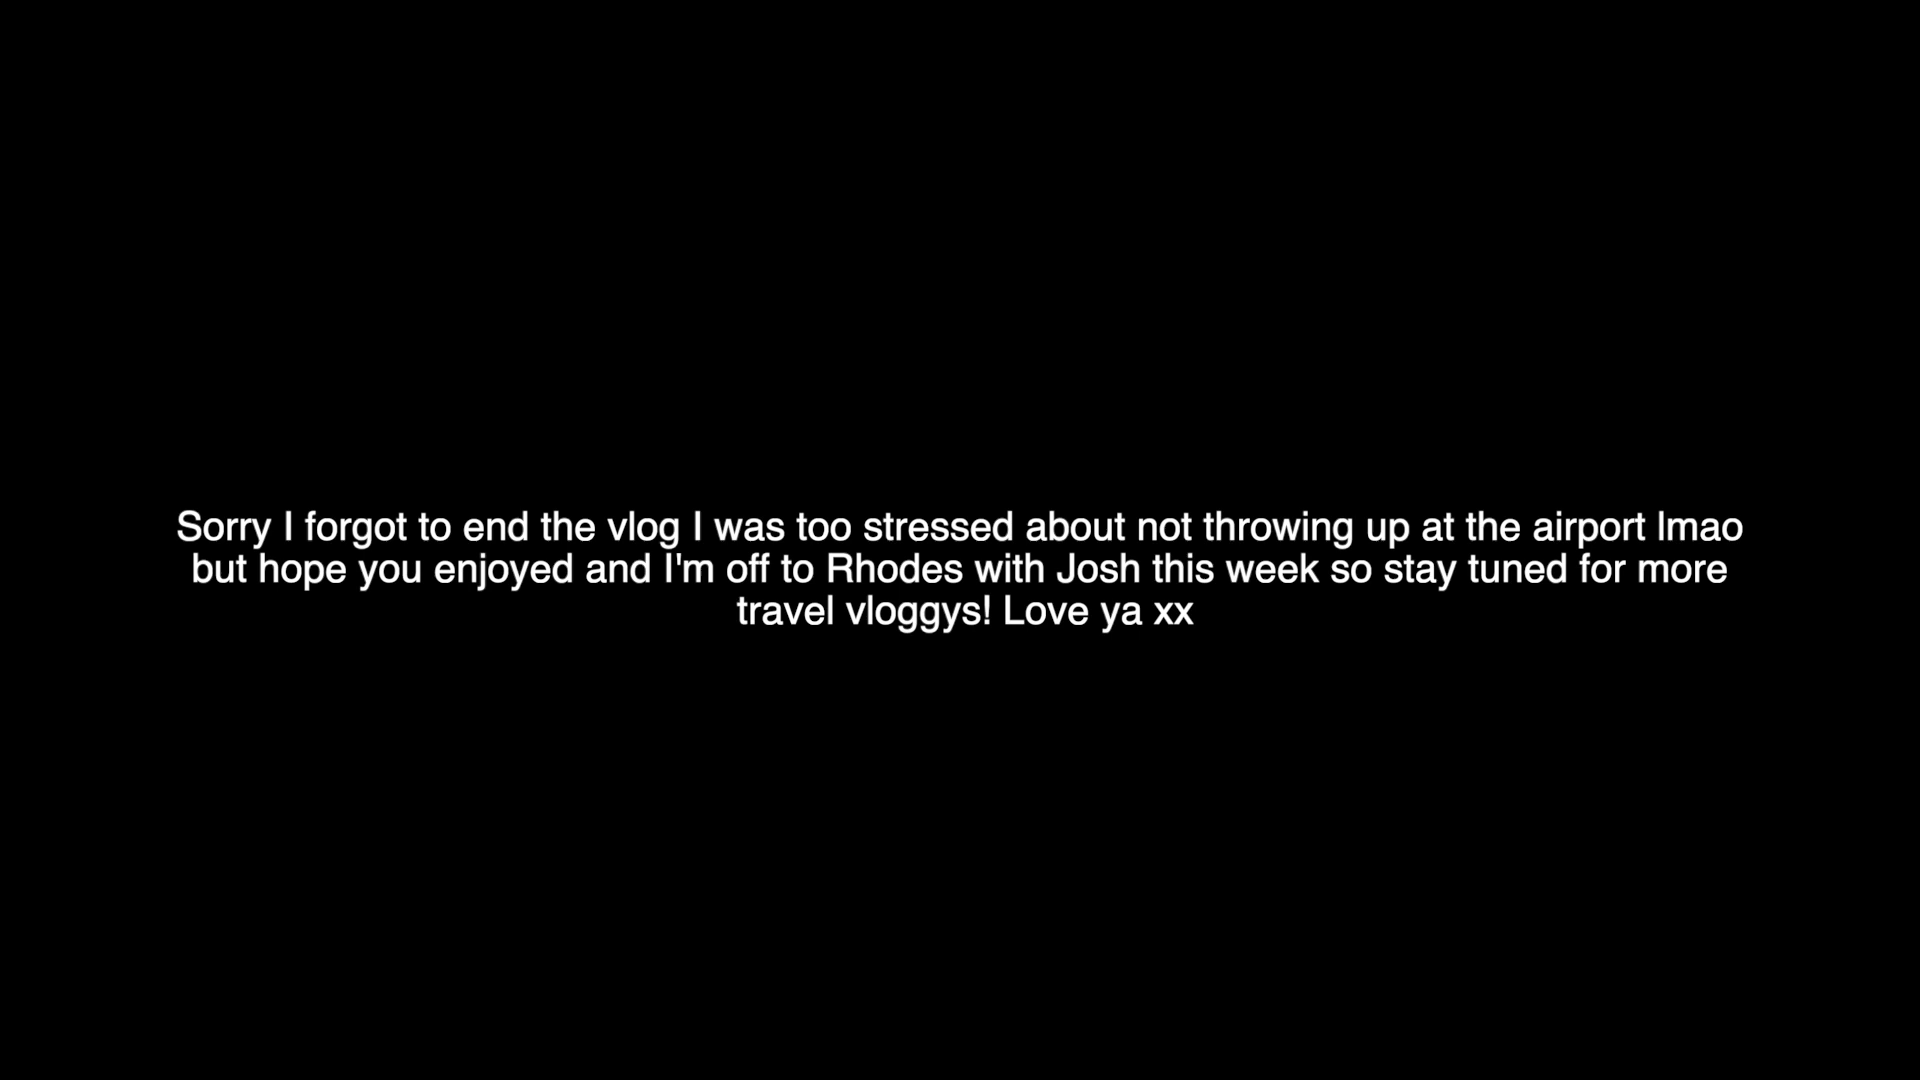 Sorry I forgot to end the vlog I was too stressed about not throwing up at the airport lmao
but hope you enjoyed and I'm off to Rhodes with Josh this week so stay tuned for more
travel vloggys! Love ya xx